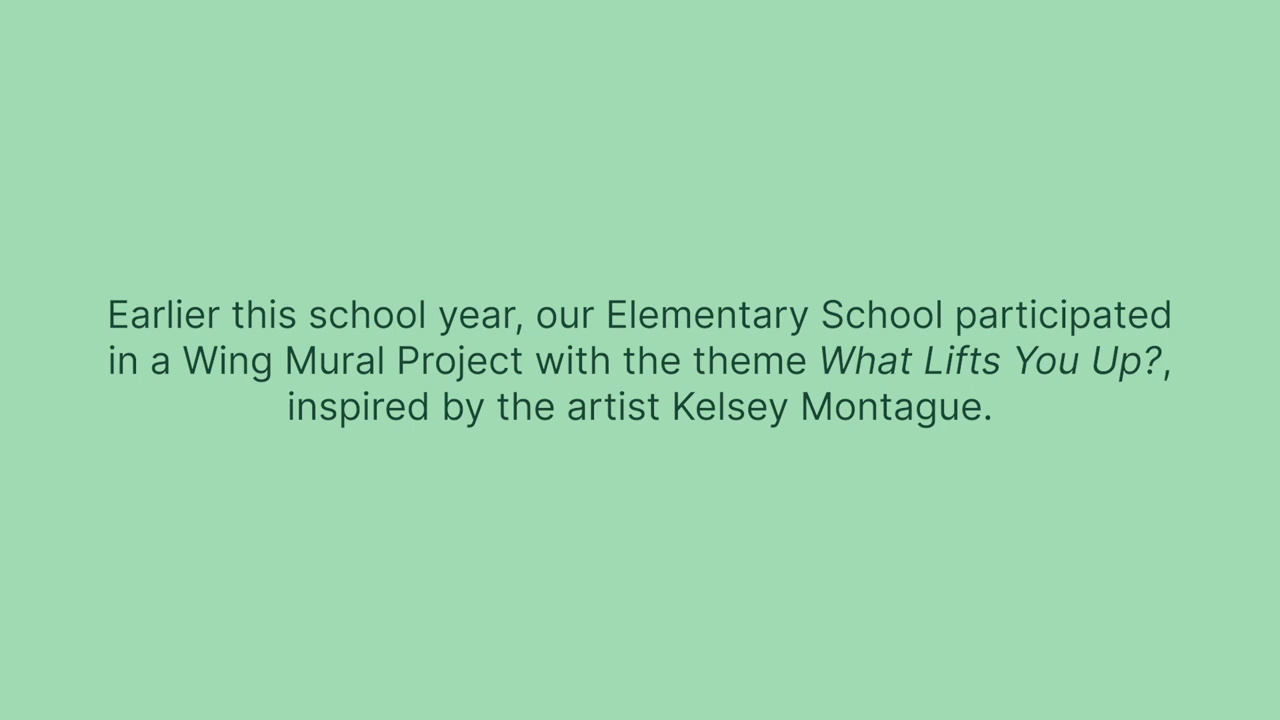 Earlier this school year, our Elementary School participated
in a Wing Mural Project with the theme What Lifts You Up?,
inspired by the artist Kelsey Montague.